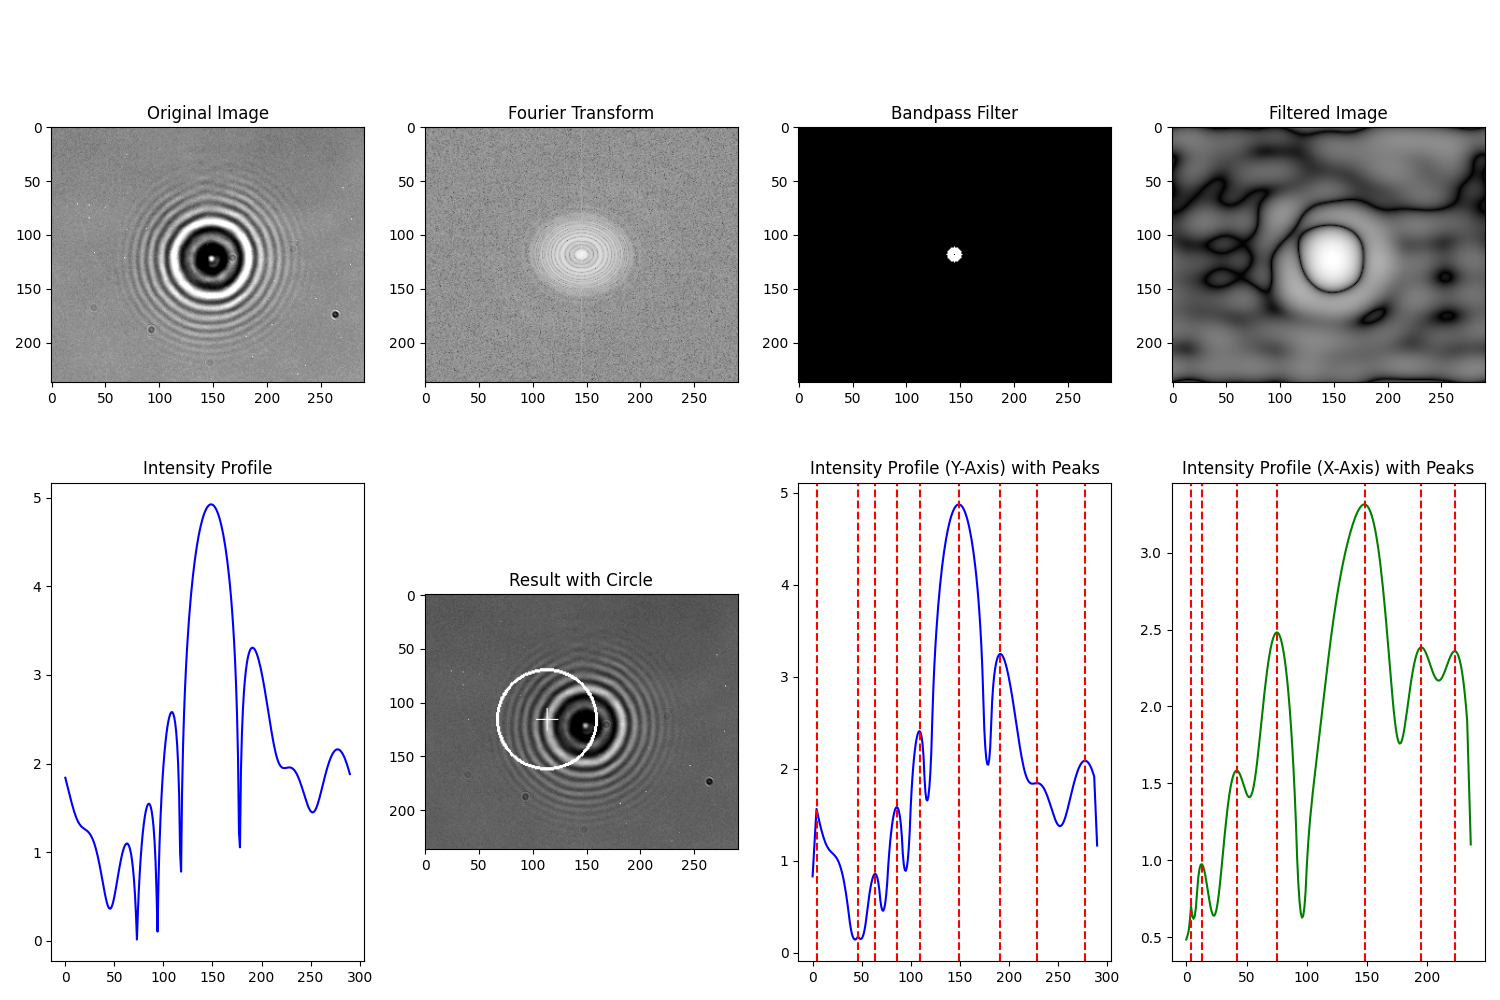 Original Image
Fourier Transform
Bandpass Filter
Filtered Image
0
50
100
150
200
0 50 100 150 200 250
0
50
100
150
200
0 50 100 150 200 250
0
50
100
150
200
0 50 100 150 200 250
0
50
100
150
200
0 50 100 150 200 250
Intensity Profile
5
4
3
2
1
0
0 50 100 150 200 250 300
Result with Circle
0
50
100
150
200
0 50 100 150 200 250
Intensity Profile (Y-Axis) with Peaks
5
4
3
2
1
0
0 50 100 150 200 250 300
Intensity Profile (X-Axis) with Peaks
3.0
2.5
2.0
1.5
1.0
0.5
0 50 100 150 200